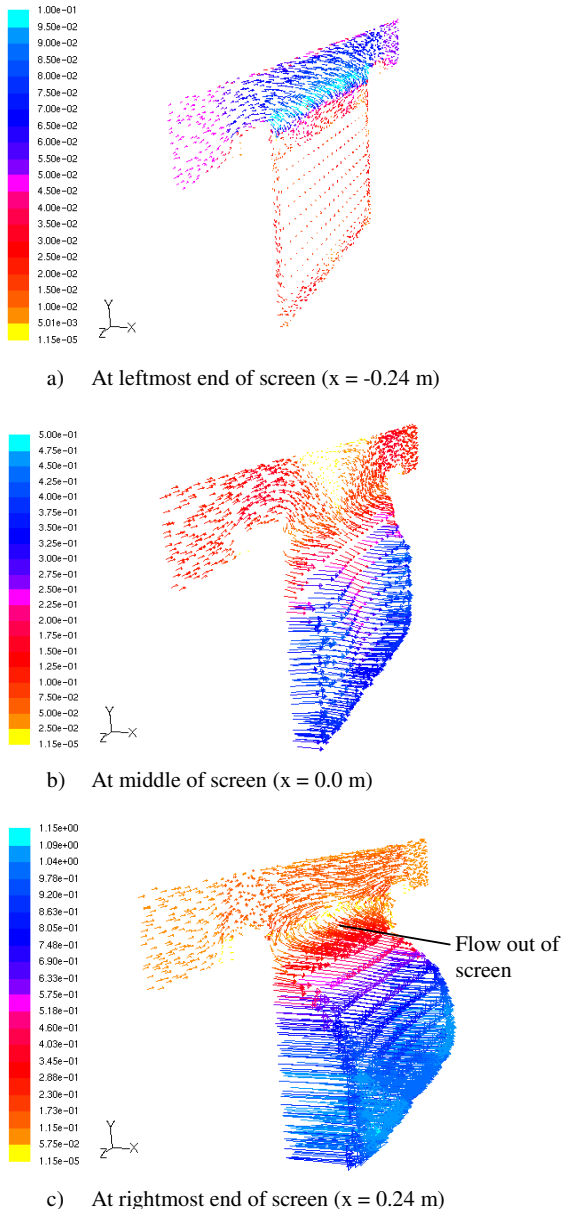 1.00e-01
9.50e-02
9.00e-02
8.50e-02
8.00e-02
7.50e-02
7.00e-02
6.50e-02
6.00e-02
5.50e-02
5.00e-02
4.50e-02
4.00e-02
3.50e-02
3.00e-02
2.50e-02
2.00e-02
1.50e-02
1.00e-02
5.01e-03
1.15e-05
Y
X
Z
a) At leftmost end of screen (x = -0.24 m)
5.00e-01
4.75e-01
4.50e-01
4.25e-01
4.00e-01
3.75e-01
3.50e-01
3.25e-01
3.00e-01
2.75e-01
2.50e-01
2.25e-01
2.00e-01
1.75e-01
1.50e-01
1.25e-01
1.00e-01
7.50e-02
5.00e-02
2.50e-02
1.15e-05
Y
X
Z
b) At middle of screen (x = 0.0 m)
1.15e+00
1.09e+00
1.04e+00
9.78e-01
9.20e-01
8.63e-01
8.05e-01
7.48e-01
6.90e-01
6.33e-01
5.75e-01
5.18e-01
4.60e-01
4.03e-01
3.45e-01
2.88e-01
2.30e-01
1.73e-01
1.15e-01
5.75e-02
1.15e-05
Flow out of
screen
Y
X
Z
c) At rightmost end of screen (x = 0.24 m)